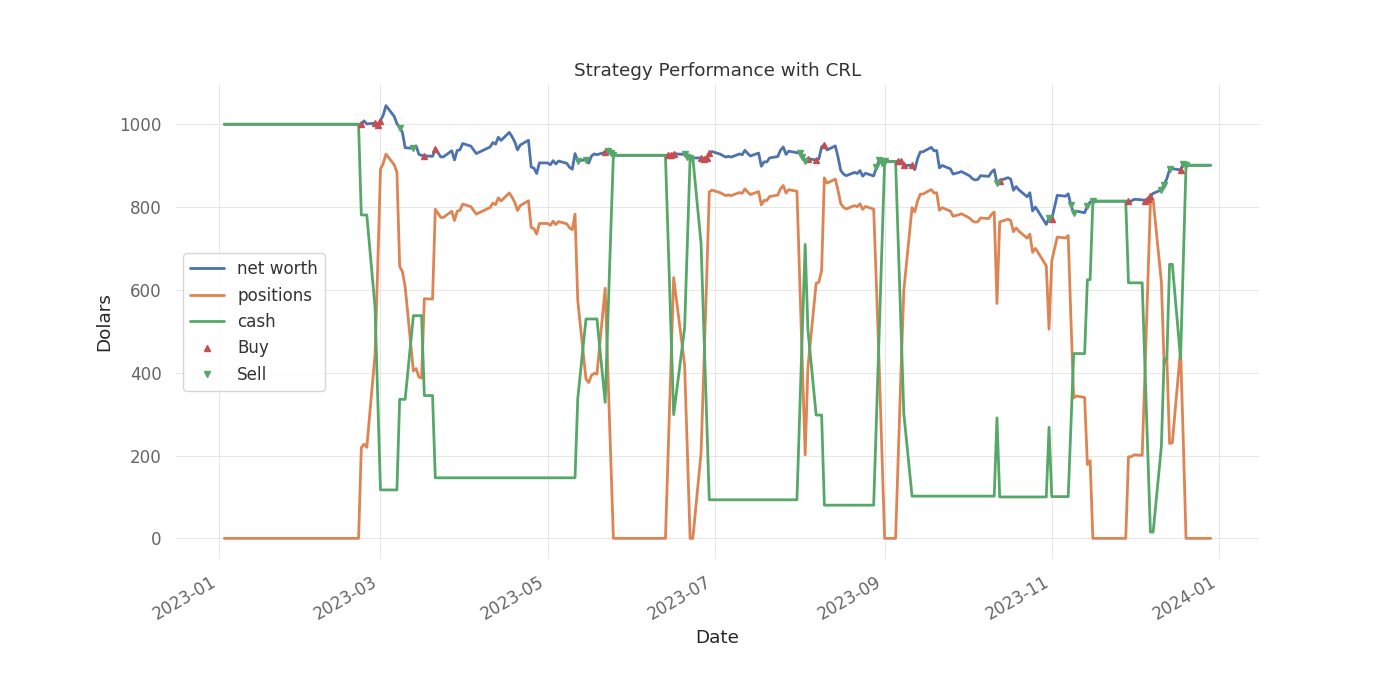 Strategy Performance with CRL
1000
800
600
400
200
0
Dolars
net worth
positions
cash
Buy
Sell
2023-01
2023-03
2023-05
2023-07
2023-09
2023-11
2024-01
Date